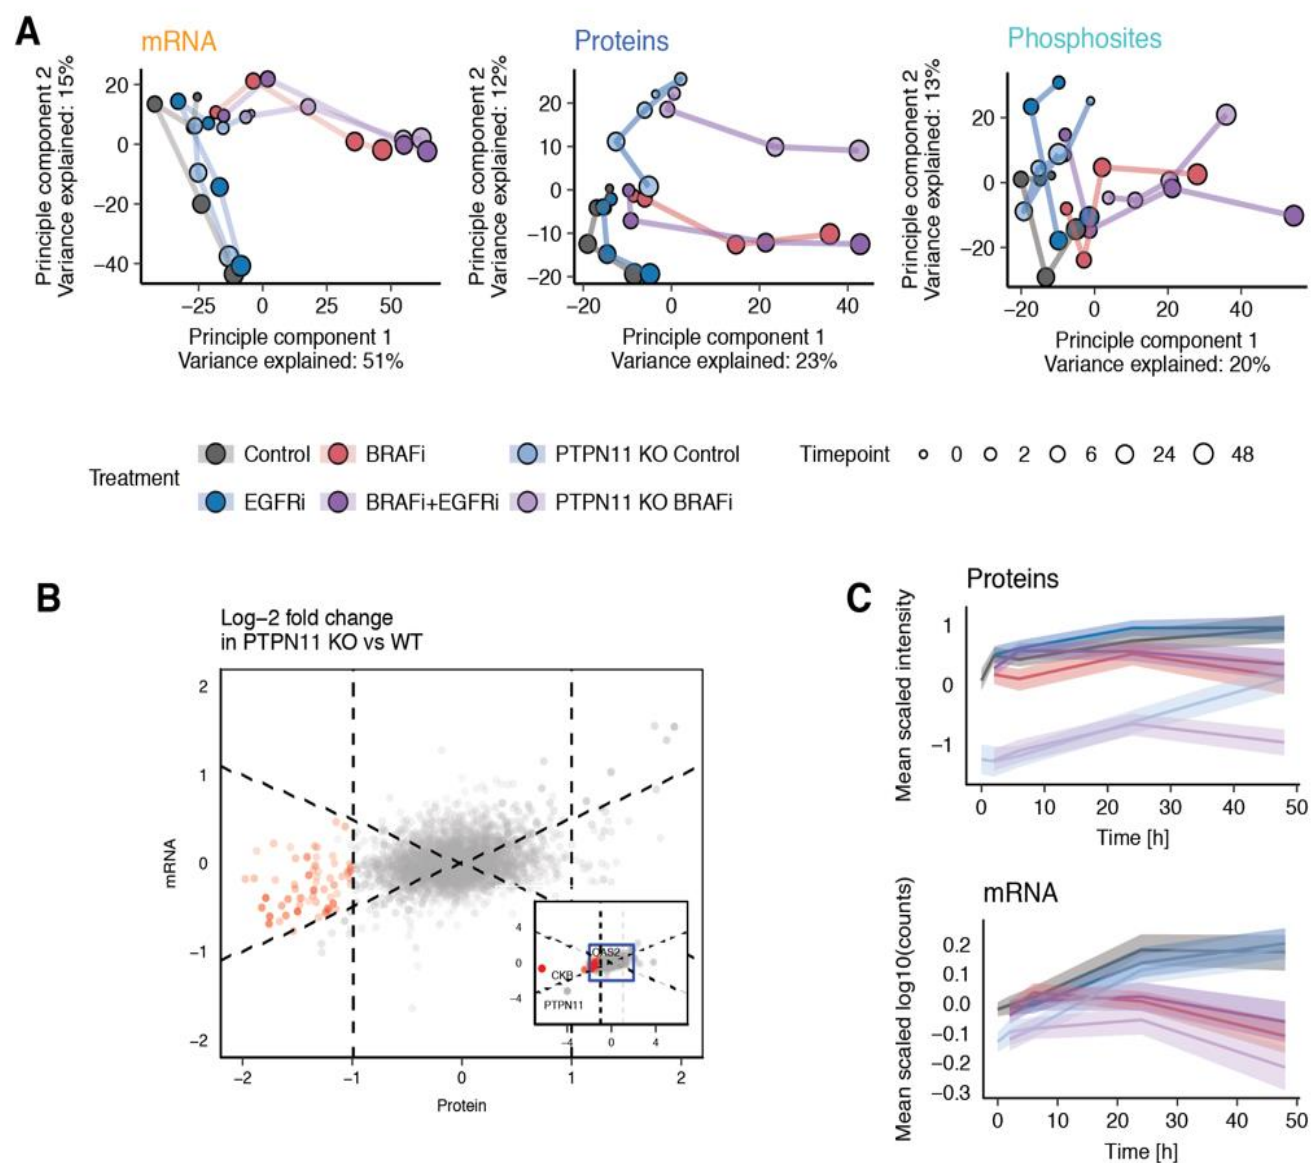 A
mRNA
Principle component 2
Variance explained: 15%
20
0
−20
−40
−25
0
25
50
Principle component 1
Variance explained: 51%
Proteins
Principle component 2
Variance explained: 12%
20
10
0
−10
−20
−20
0
20
40
Principle component 1
Variance explained: 23%
Phosphosites
Principle component 2
Variance explained: 13%
20
0
−20
−20
0
20
40
Principle component 1
Variance explained: 20%
Treatment
Control
BRAFi
PTPN11 KO Control
EGFRi
BRAFi+EGFRi
PTPN11 KO BRAFi
Timepoint
0
2
6
24
48
B
Log−2 fold change
in PTPN11 KO vs WT
mRNA
2
1
0
−1
−2
−2
−1
0
1
2
Protein
4
0
−4
−4
0
4
OAS2
CKB
PTPN11
C
Proteins
Mean scaled intensity
1
0
−1
0
10
20
30
40
50
Time [h]
mRNA
Mean scaled log10(counts)
0.2
0.1
0.0
−0.1
−0.2
−0.3
0
10
20
30
40
50
Time [h]